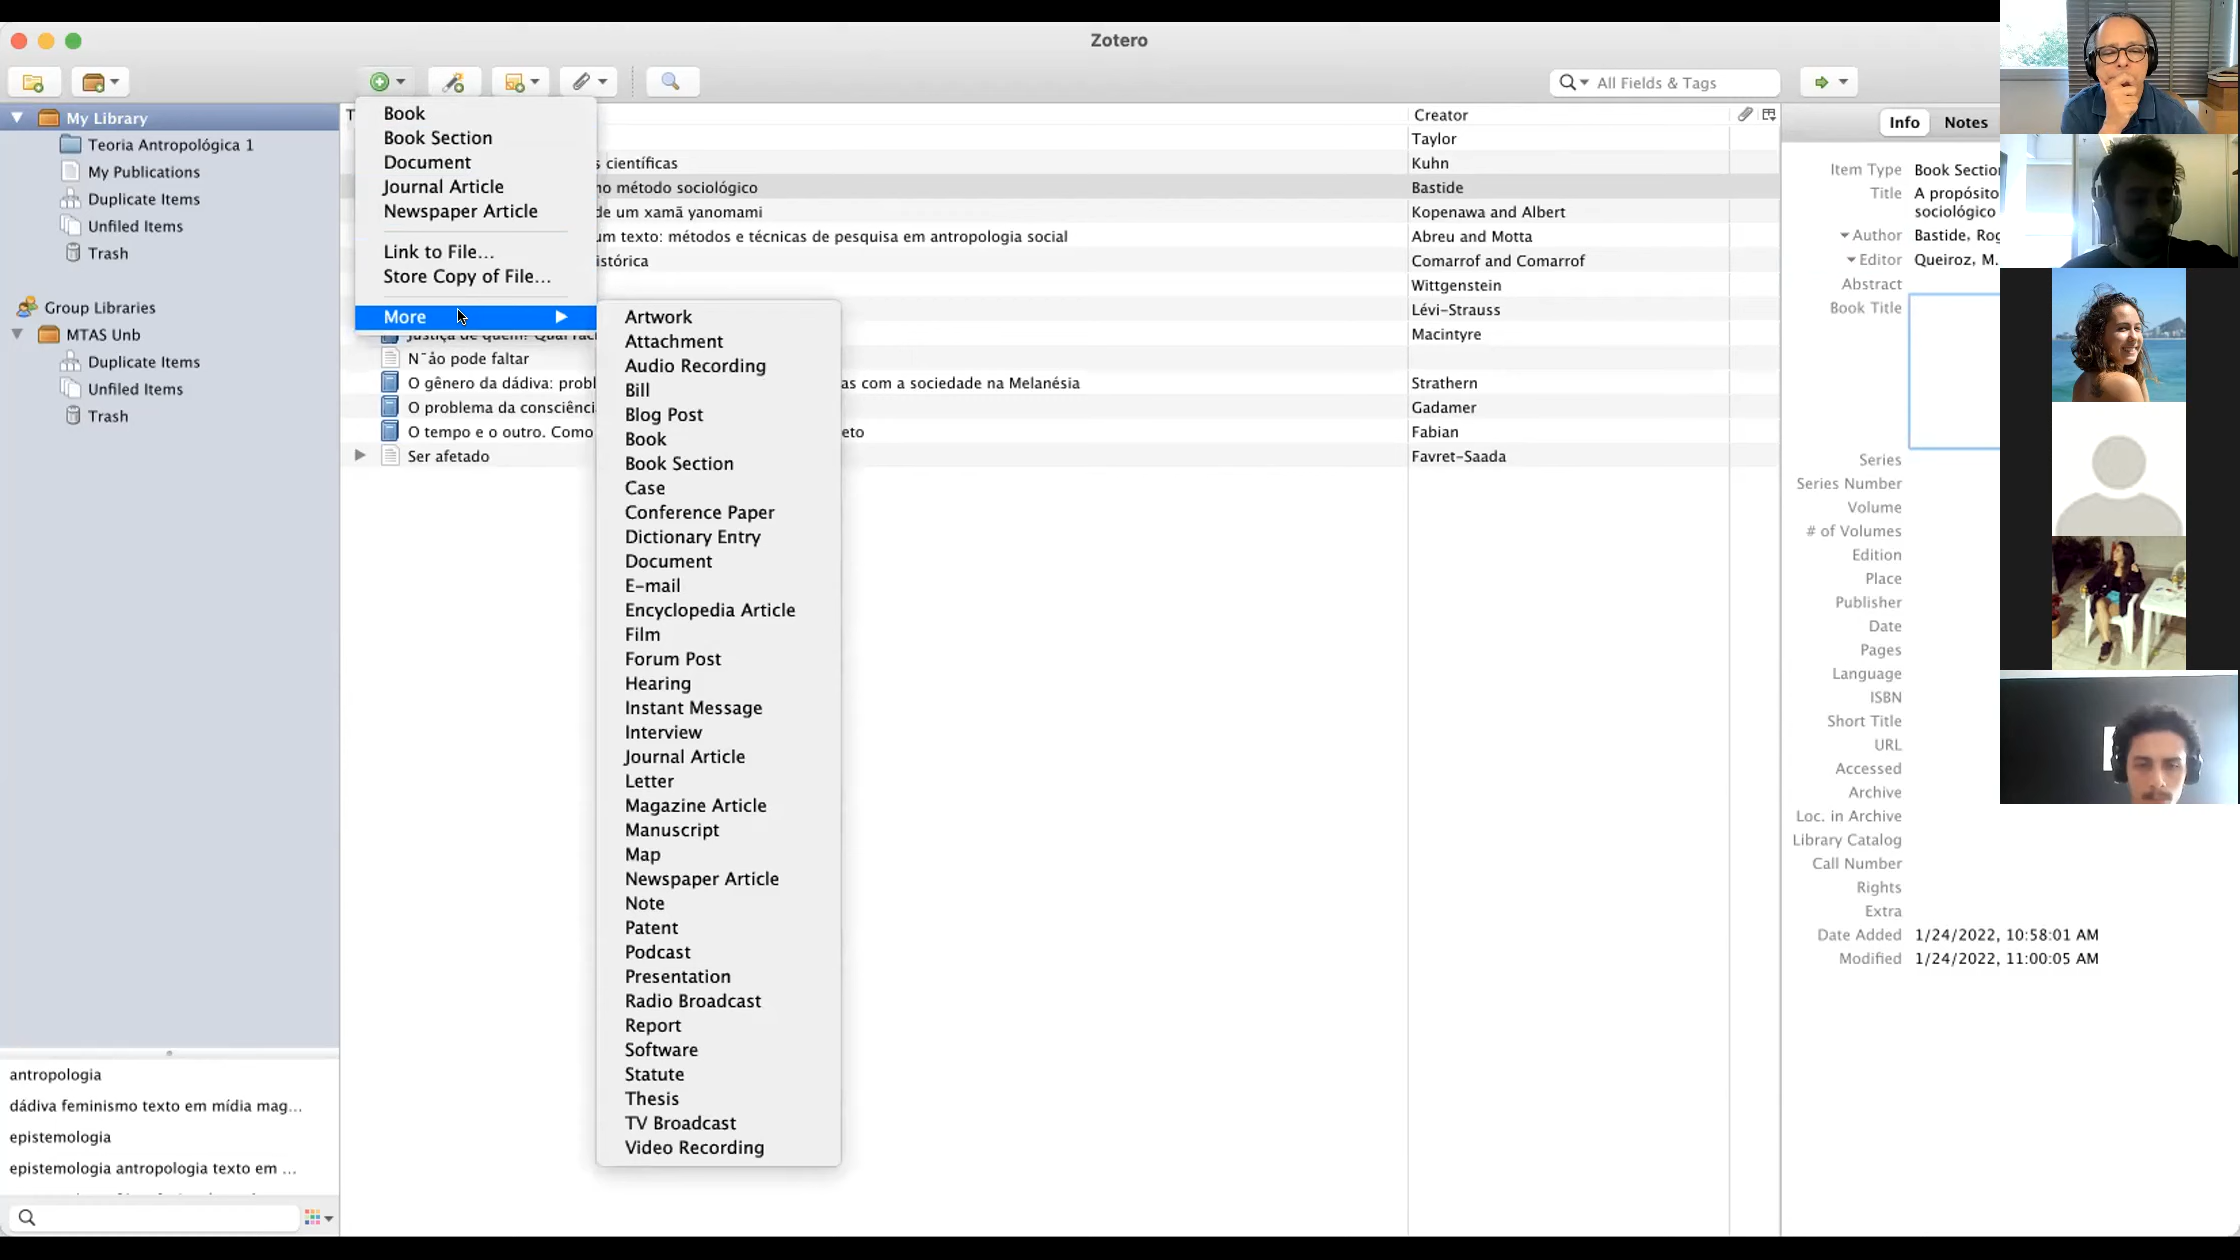 Zotero
All Fields & Tags
My Library
Teoria Antropológica 1
My Publications
Duplicate Items
Unfiled Items
Trash
Group Libraries
MTAS Unb
Duplicate Items
Unfiled Items
Trash
antropologia
dádiva feminismo texto em mídia mag...
epistemologia
epistemologia antropologia texto em ...
Book
Book Section
Document
Journal Article
Newspaper Article
Link to File...
Store Copy of File...
More
Artwork
Attachment
Audio Recording
Bill
Blog Post
Book
Book Section
Case
Conference Paper
Dictionary Entry
Document
E-mail
Encyclopedia Article
Film
Forum Post
Hearing
Instant Message
Interview
Journal Article
Letter
Magazine Article
Manuscript
Map
Newspaper Article
Note
Patent
Podcast
Presentation
Radio Broadcast
Report
Software
Statute
Thesis
TV Broadcast
Video Recording
T Creator
Taylor
s científicas Kuhn
no método sociológico Bastide
de um xamã yanomami Kopenawa and Albert
um texto: métodos e técnicas de pesquisa em antropologia social Abreu and Motta
istórica Comarrof and Comarrof
Wittgenstein
Lévi-Strauss
Justiça de quem? Qual rac Macintyre
N¯áo pode faltar
O gênero da dádiva: probl as com a sociedade na Melanésia Strathern
O problema da consciênci Gadamer
O tempo e o outro. Como eto Fabian
Ser afetado Favret-Saada
Info Notes
Item Type Book Section
Title A propósito
sociológico
Author Bastide, Rog
Editor Queiroz, M.
Abstract
Book Title
Series
Series Number
Volume
# of Volumes
Edition
Place
Publisher
Date
Pages
Language
ISBN
Short Title
URL
Accessed
Archive
Loc. in Archive
Library Catalog
Call Number
Rights
Extra
Date Added 1/24/2022, 10:58:01 AM
Modified 1/24/2022, 11:00:05 AM